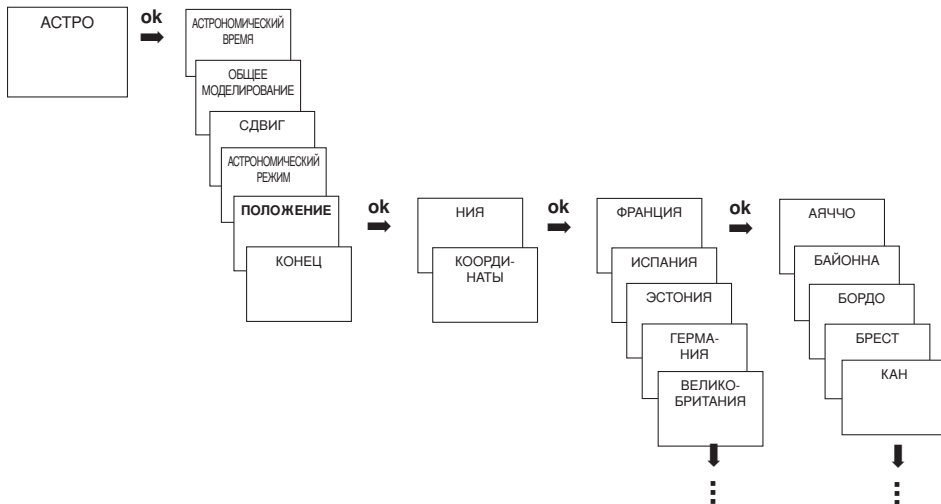 АСТРО
ok
АСТРОНОМИЧЕСКИЙ
ВРЕМЯ
ОБЩЕЕ
МОДЕЛИРОВАНИЕ
СДВИГ
АСТРОНОМИЧЕСКИЙ
РЕЖИМ
ПОЛОЖЕНИЕ
КОНЕЦ
ok
НИЯ
КООРДИ-
НАТЫ
ok
ФРАНЦИЯ
ИСПАНИЯ
ЭСТОНИЯ
ГЕРМА-
НИЯ
ВЕЛИКО-
БРИТАНИЯ
ok
АЯЧЧО
БАЙОННА
БОРДО
БРЕСТ
КАН